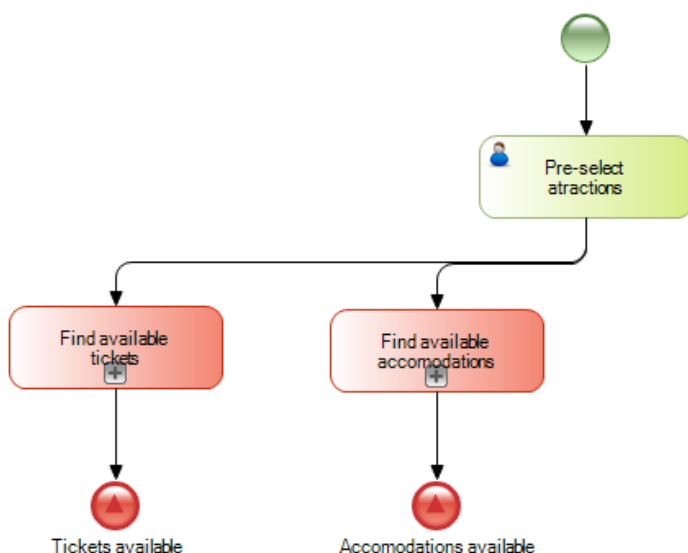 Pre-select
atractions
Find available
tickets
Find available
accomodations
Tickets available
Accomodations available